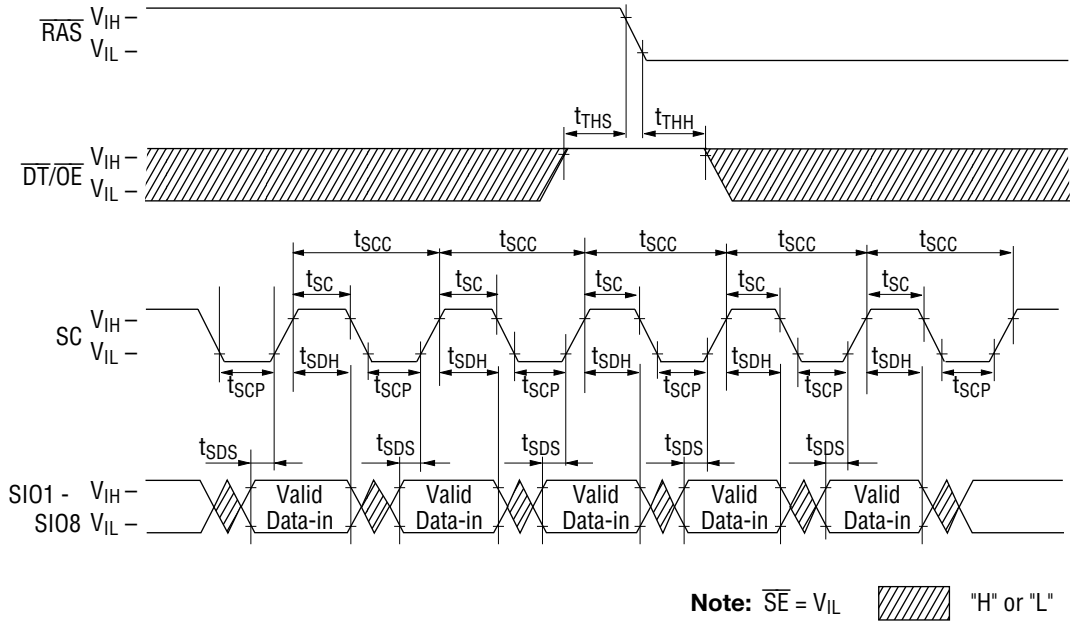 RAS VIH –
VIL –
tTHS tTHH
DT/OE VIH –
VIL –
tSCC tSCC tSCC tSCC tSCC
tSC tSC tSC tSC tSC
SC VIH –
VIL –
tSDH tSDH tSDH tSDH tSDH
tSCP tSCP tSCP tSCP tSCP tSCP
tSDS tSDS tSDS tSDS tSDS
SIO1 - VIH –
SIO8 VIL –
Valid Data-in
Valid Data-in
Valid Data-in
Valid Data-in
Valid Data-in
Note: SE = VIL "H" or "L"